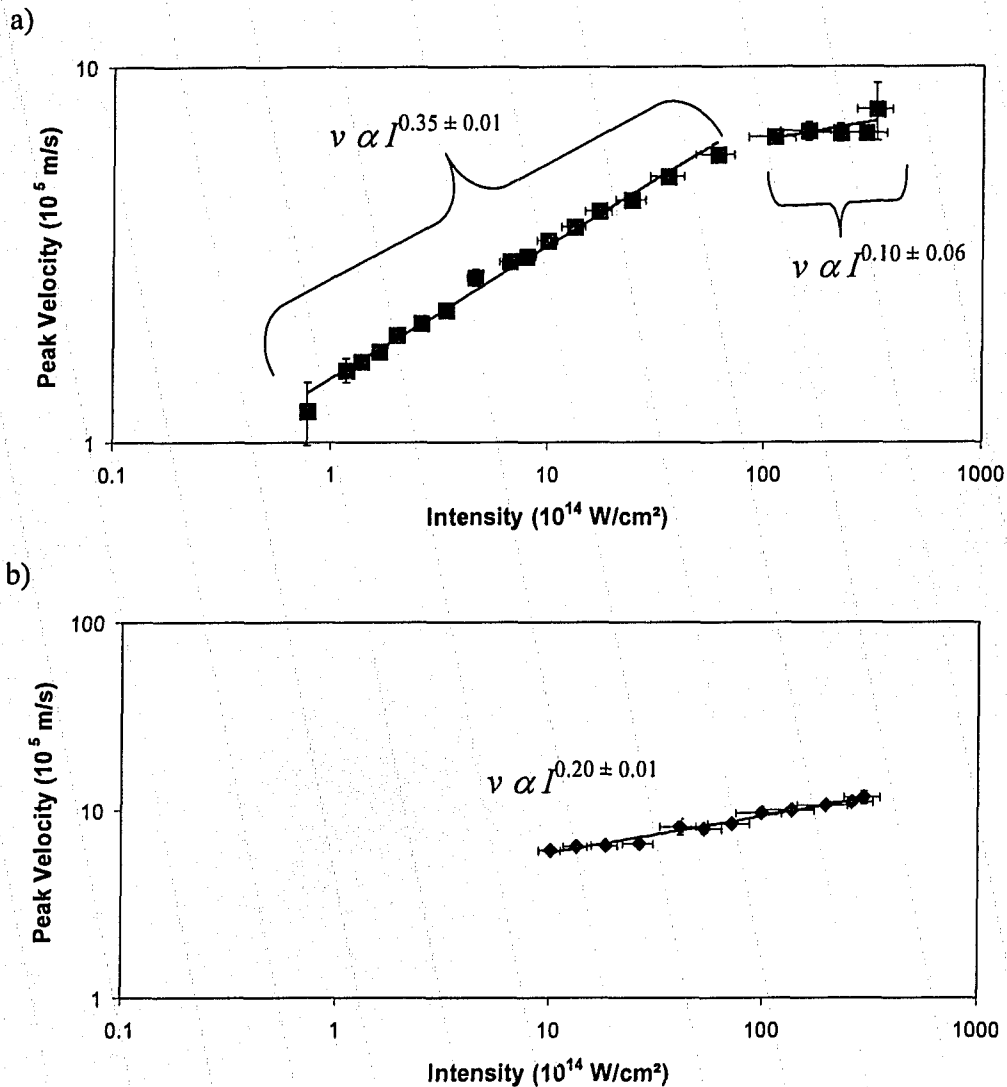 a)
10
v α I^0.35 ± 0.01
v α I^0.10 ± 0.06
Peak Velocity (10^5 m/s)
1
0.1 1 10 100 1000
Intensity (10^14 W/cm²)
b)
100
v α I^0.20 ± 0.01
Peak Velocity (10^5 m/s)
10
1
0.1 1 10 100 1000
Intensity (10^14 W/cm²)